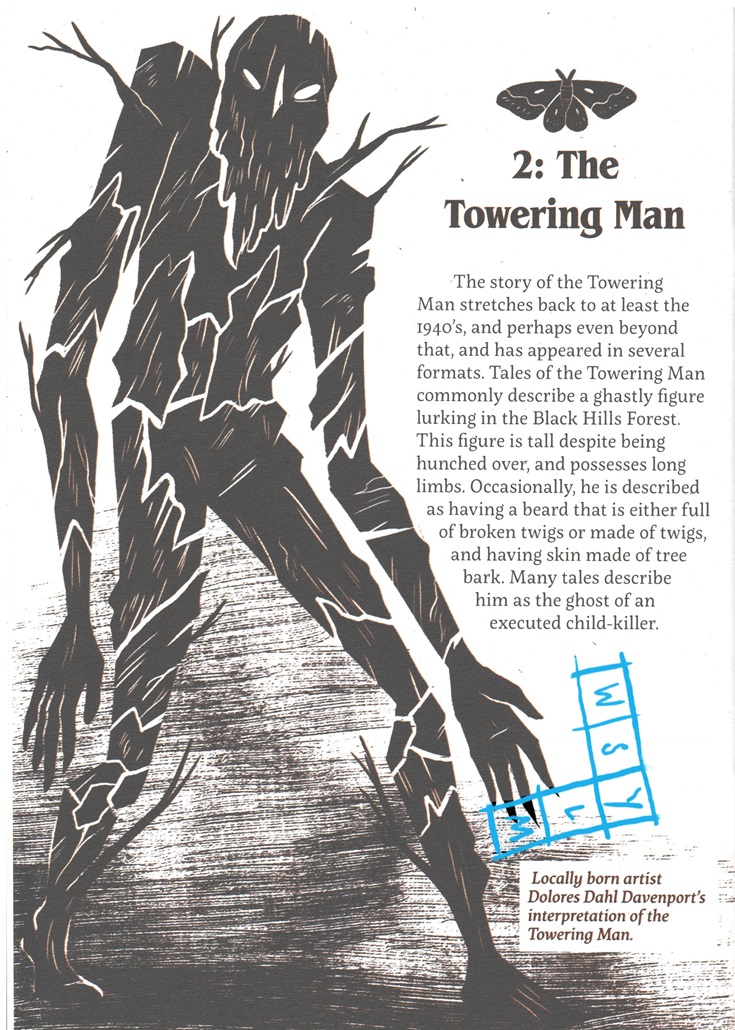 2: The
Towering Man
The story of the Towering
Man stretches back to at least the
1940's, and perhaps even beyond
that, and has appeared in several
formats. Tales of the Towering Man
commonly describe a ghastly figure
lurking in the Black Hills Forest.
This figure is tall despite being
hunched over, and possesses long
limbs. Occasionally, he is described
as having a beard that is either full
of broken twigs or made of twigs,
and having skin made of tree
bark. Many tales describe
him as the ghost of an
executed child-killer.
W
S
M L Y
Locally born artist
Dolores Dahl Davenport's
interpretation of the
Towering Man.